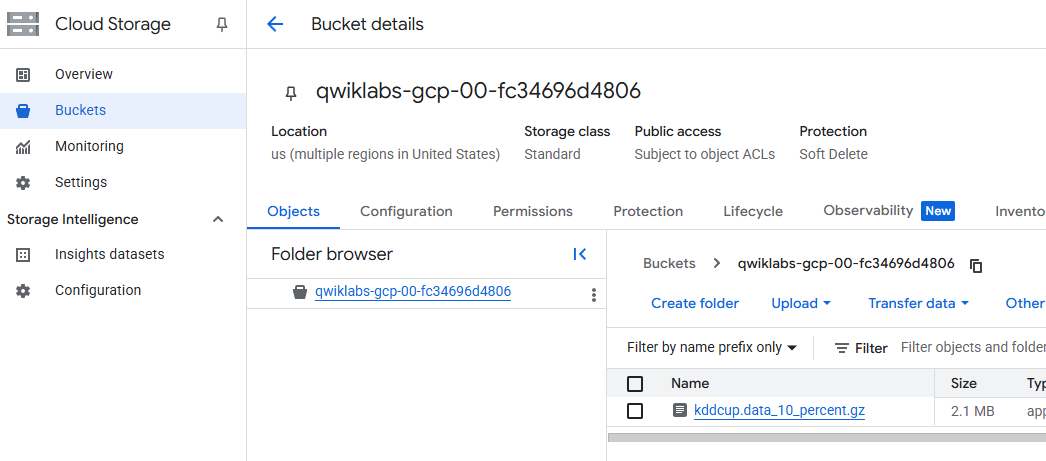 Cloud Storage
Bucket details
Overview
Buckets
Monitoring
Settings
Storage Intelligence
Insights datasets
Configuration
qwiklabs-gcp-00-fc34696d4806
Location Storage class Public access Protection
us (multiple regions in United States) Standard Subject to object ACLs Soft Delete
Objects Configuration Permissions Protection Lifecycle Observability New Invento
Folder browser
qwiklabs-gcp-00-fc34696d4806
Buckets > qwiklabs-gcp-00-fc34696d4806
Create folder Upload Transfer data Other
Filter by name prefix only Filter Filter objects and folder
Name Size Typ
kddcup.data_10_percent.gz 2.1 MB app